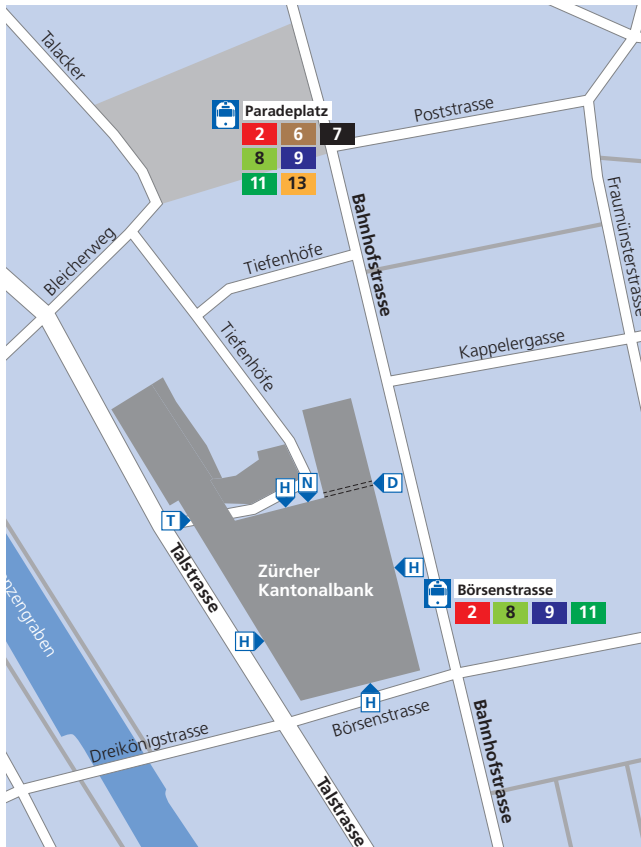 Talacker
Paradeplatz
2 6 7
8 9
11 13
Poststrasse
Bahnhofstrasse
Fraumünsterstrasse
Bleicherweg
Tiefenhöfe
Tiefenhöfe
Kappelergasse
H N
D
T
Zürcher
Kantonalbank
H
Börsenstrasse
2 8 9 11
Talstrasse
nzengraben
H
H
Dreikönigstrasse
Börsenstrasse
Bahnhofstrasse
Talstrasse